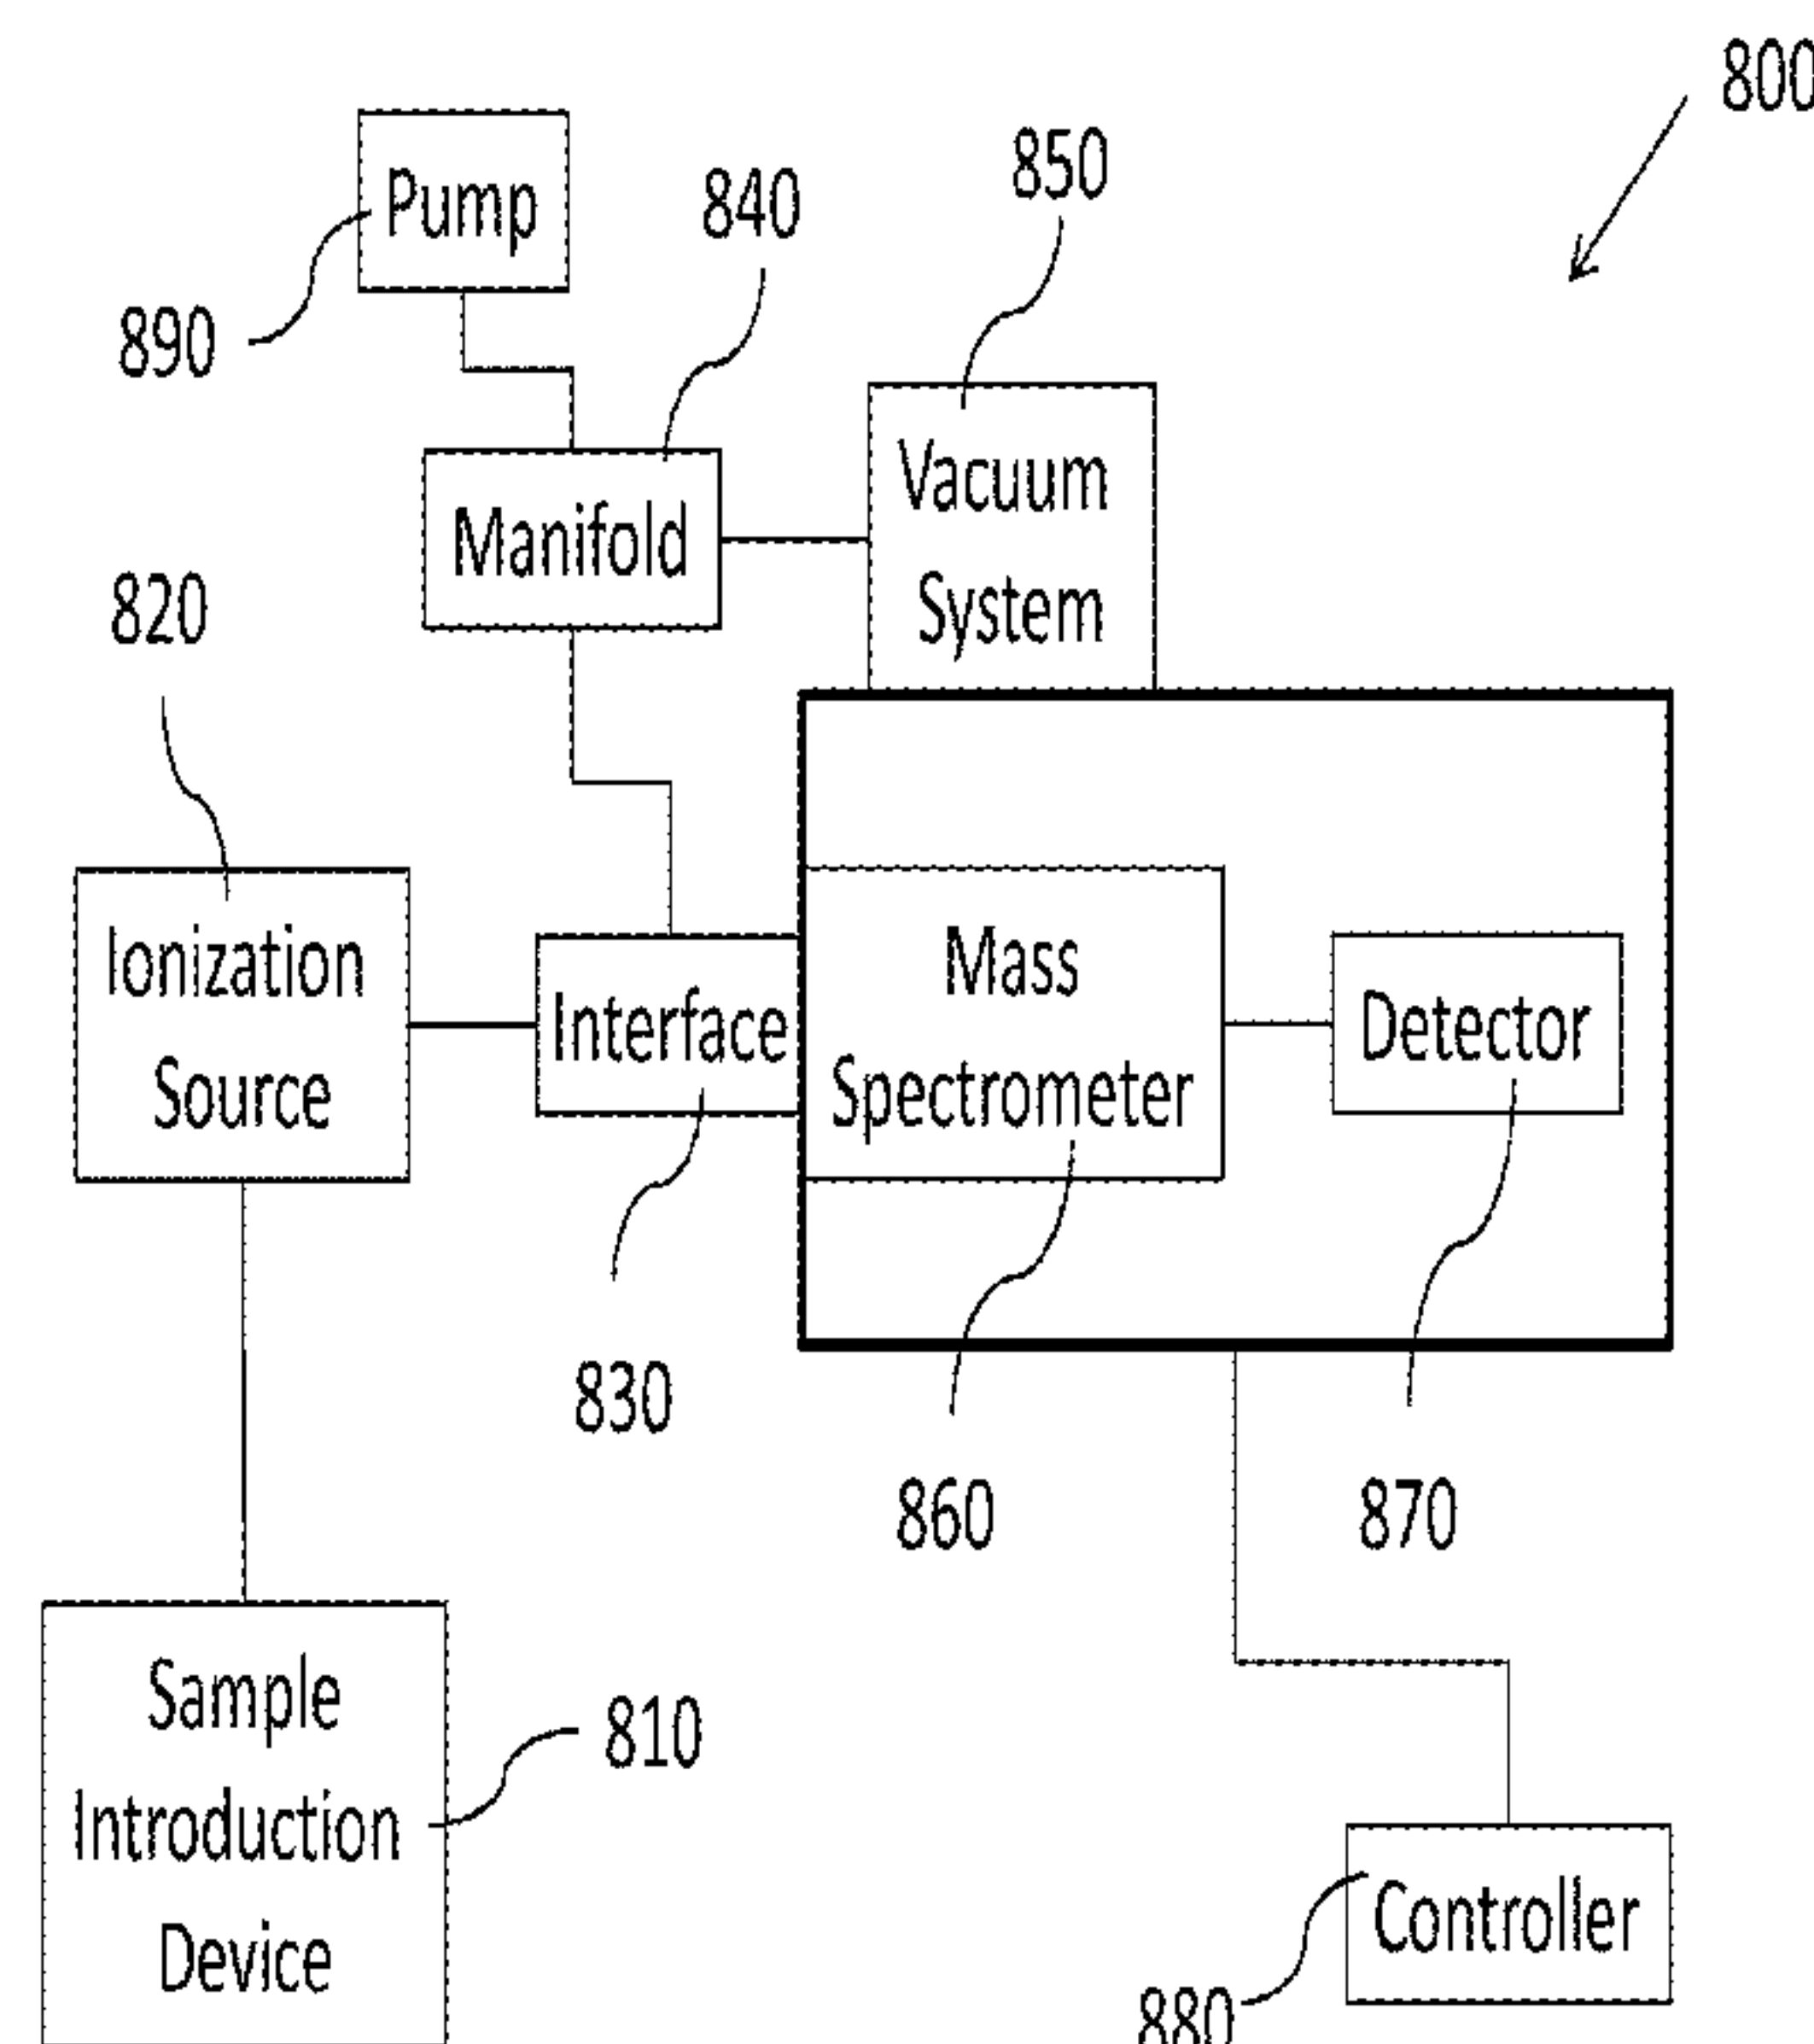 800
850
840
Pump
890
Vacuum
System
Manifold
820
Ionization
Source
Interface
Mass
Spectrometer
Detector
830
860
870
Sample
Introduction
Device
810
Controller
880